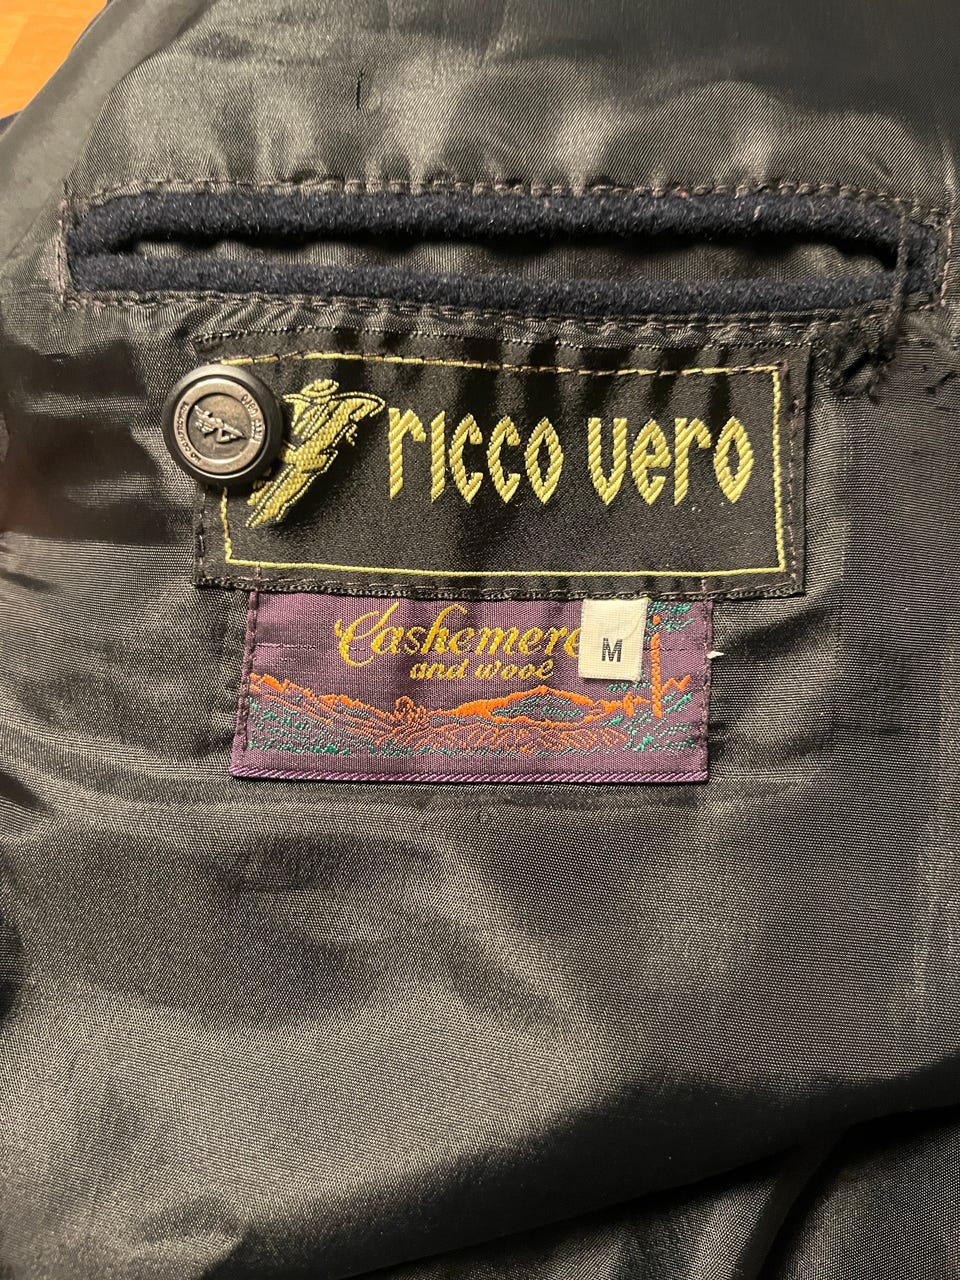 ricco vero
Cashemere
M
and wool